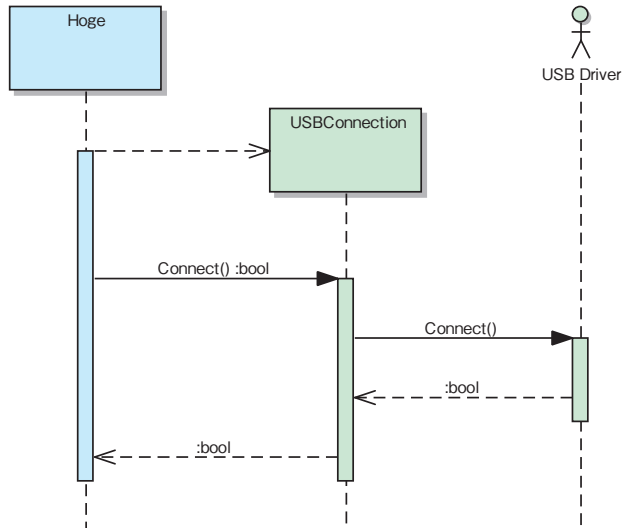 Hoge
USB Driver
USBConnection
Connect() :bool
Connect()
:bool
:bool